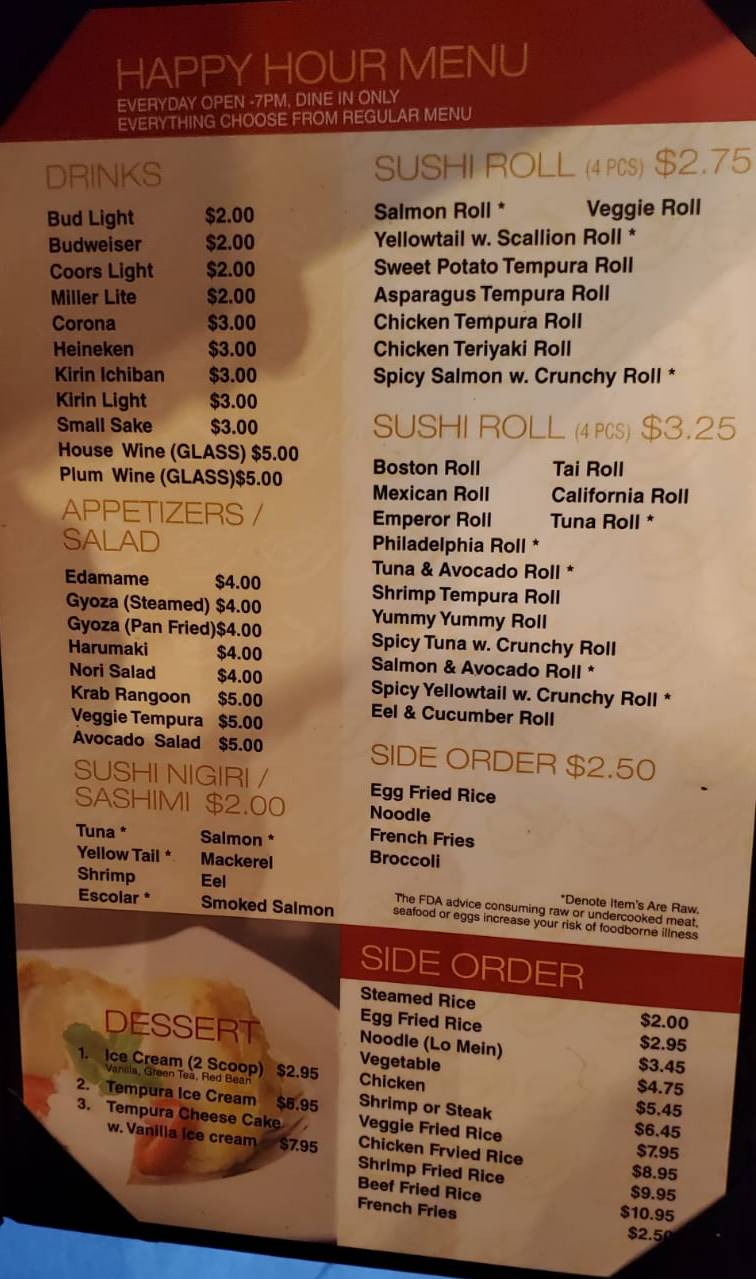 HAPPY HOUR MENU
EVERYDAY OPEN -7PM, DINE IN ONLY
EVERYTHING CHOOSE FROM REGULAR MENU
DRINKS
Bud Light $2.00
Budweiser $2.00
Coors Light $2.00
Miller Lite $2.00
Corona $3.00
Heineken $3.00
Kirin Ichiban $3.00
Kirin Light $3.00
Small Sake $3.00
House Wine (GLASS) $5.00
Plum Wine (GLASS)$5.00
APPETIZERS /
SALAD
Edamame $4.00
Gyoza (Steamed) $4.00
Gyoza (Pan Fried)$4.00
Harumaki $4.00
Nori Salad $4.00
Krab Rangoon $5.00
Veggie Tempura $5.00
Avocado Salad $5.00
SUSHI NIGIRI /
SASHIMI $2.00
Tuna * Salmon *
Yellow Tail * Mackerel
Shrimp Eel
Escolar * Smoked Salmon
SUSHI ROLL (4 PCS) $2.75
Salmon Roll * Veggie Roll
Yellowtail w. Scallion Roll *
Sweet Potato Tempura Roll
Asparagus Tempura Roll
Chicken Tempura Roll
Chicken Teriyaki Roll
Spicy Salmon w. Crunchy Roll *
SUSHI ROLL (4 PCS) $3.25
Boston Roll Tai Roll
Mexican Roll California Roll
Emperor Roll Tuna Roll *
Philadelphia Roll *
Tuna & Avocado Roll *
Shrimp Tempura Roll
Yummy Yummy Roll
Spicy Tuna w. Crunchy Roll
Salmon & Avocado Roll *
Spicy Yellowtail w. Crunchy Roll *
Eel & Cucumber Roll
SIDE ORDER $2.50
Egg Fried Rice
Noodle
French Fries
Broccoli
*Denote Item's Are Raw.
The FDA advice consuming raw or undercooked meat,
seafood or eggs increase your risk of foodborne illness
DESSERT
1. Ice Cream (2 Scoop) $2.95
Vanilla, Green Tea, Red Bean
2. Tempura Ice Cream $5.95
3. Tempura Cheese Cake
w. Vanilla Ice cream $7.95
SIDE ORDER
Steamed Rice $2.00
Egg Fried Rice $2.95
Noodle (Lo Mein) $3.45
Vegetable $4.75
Chicken $5.45
Shrimp or Steak $6.45
Veggie Fried Rice $7.95
Chicken Frvied Rice $8.95
Shrimp Fried Rice $9.95
Beef Fried Rice $10.95
French Fries $2.50